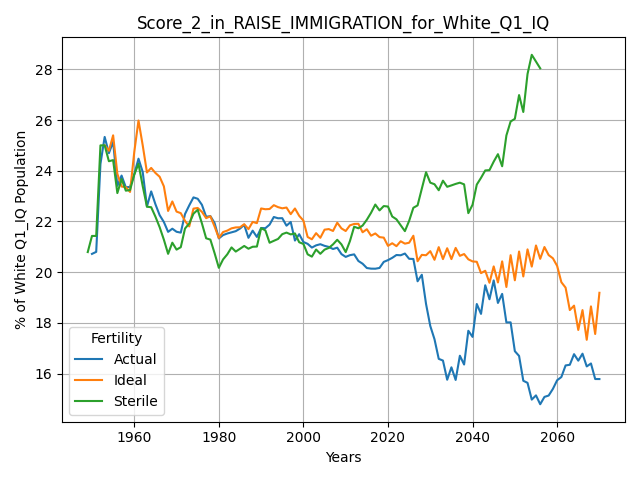 Score_2_in_RAISE_IMMIGRATION_for_White_Q1_IQ
% of White Q1_IQ Population
28
26
24
22
20
18
16
Fertility
Actual
Ideal
Sterile
1960 1980 2000 2020 2040 2060
Years